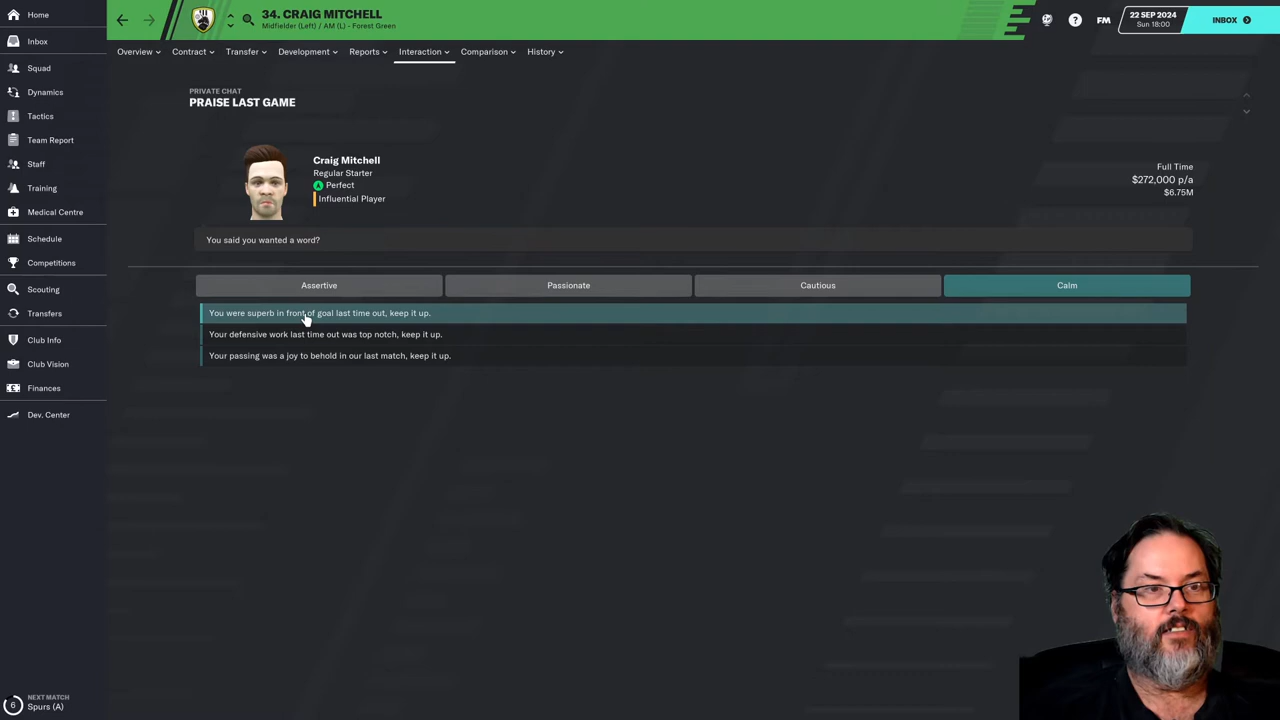 Home
Inbox
Squad
Dynamics
Tactics
Team Report
Staff
Training
Medical Centre
Schedule
Competitions
Scouting
Transfers
Club Info
Club Vision
Finances
Dev. Center
6
NEXT MATCH
Spurs (A)
34. CRAIG MITCHELL
Midfielder (Left) / AM (L) - Forest Green
FM
22 SEP 2024
Sun 18:00
INBOX
Overview
Contract
Transfer
Development
Reports
Interaction
Comparison
History
PRIVATE CHAT
PRAISE LAST GAME
Craig Mitchell
Regular Starter
Perfect
Influential Player
Full Time
$272,000 p/a
$6.75M
You said you wanted a word?
Assertive
Passionate
Cautious
Calm
You were superb in front of goal last time out, keep it up.
Your defensive work last time out was top notch, keep it up.
Your passing was a joy to behold in our last match, keep it up.